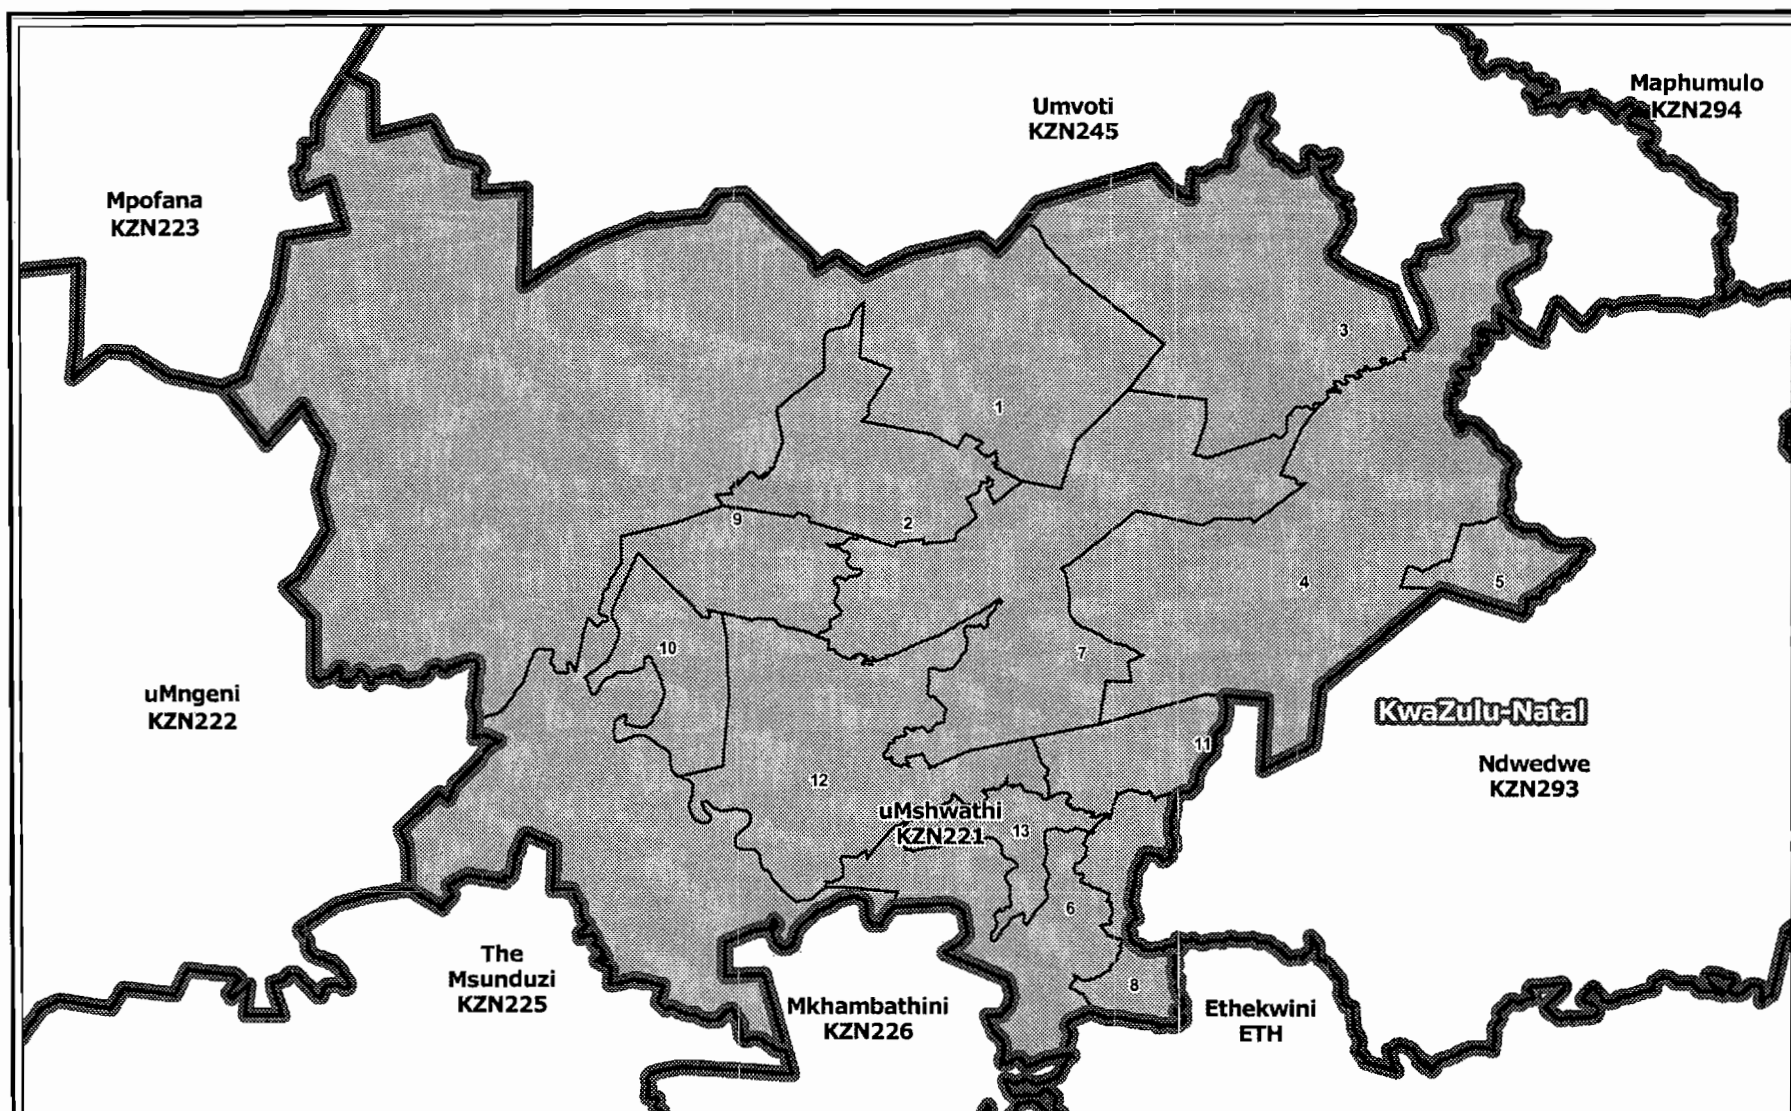 Maphumulo
KZN294
Umvoti
KZN245
Mpofana
KZN223
3
1
9
2
4
5
10
7
uMngeni
KZN222
KwaZulu-Natal
11
Ndwedwe
KZN293
12
uMshwathi
KZN221
13
6
The
Msunduzi
KZN225
8
Mkhambathini
KZN226
Ethekwini
ETH